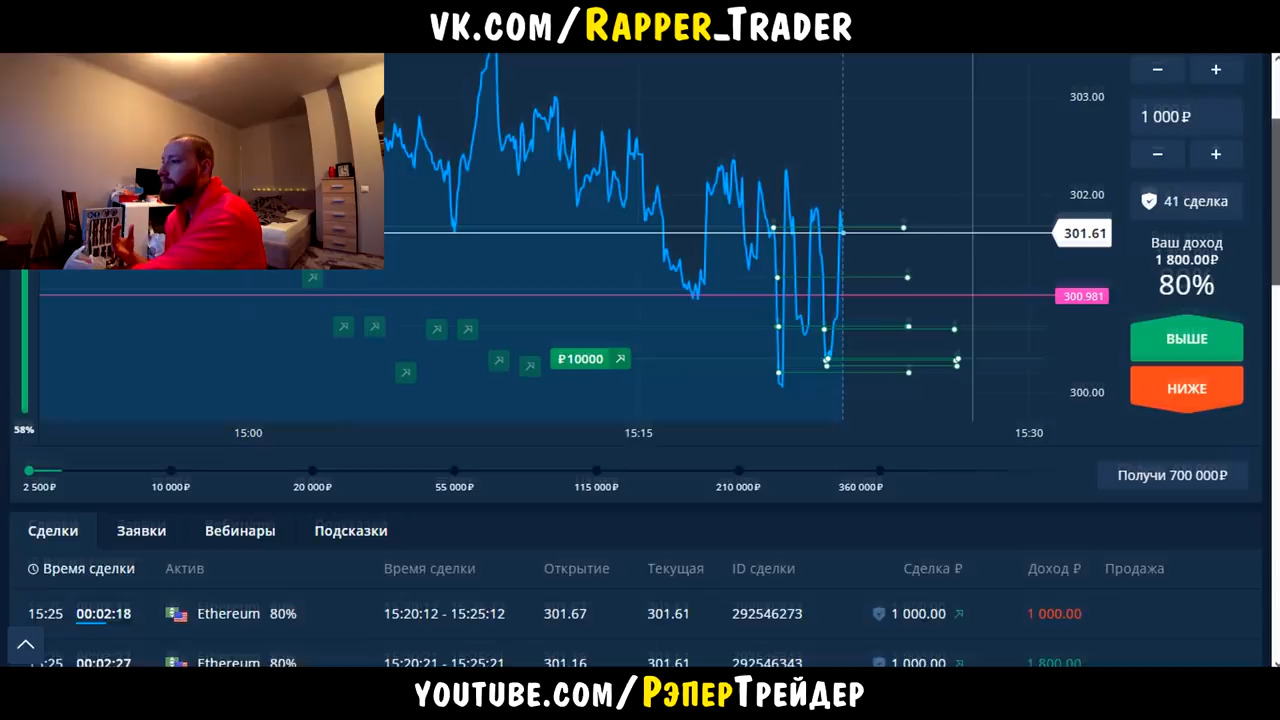 VK.COM/RAPPER_TRADER
303.00
1 000 ₽
302.00
41 сделка
301.61
Ваш доход
1 800.00₽
80%
300.981
ВЫШЕ
₽10000
НИЖЕ
300.00
58%
15:00
15:15
15:30
2 500₽
10 000₽
20 000₽
55 000₽
115 000₽
210 000₽
360 000₽
Получи 700 000₽
Сделки Заявки Вебинары Подсказки
Время сделки Актив Время сделки Открытие Текущая ID сделки Сделка ₽ Доход ₽ Продажа
15:25 00:02:18 Ethereum 80% 15:20:12 - 15:25:12 301.67 301.61 292546273 1 000.00 1 000.00
15:25 00:02:27 Ethereum 80% 15:20:21 - 15:25:21 301.16 301.61 292546343 1 000.00 1 800.00
YOUTUBE.COM/РЭПЕРТРЕЙДЕР